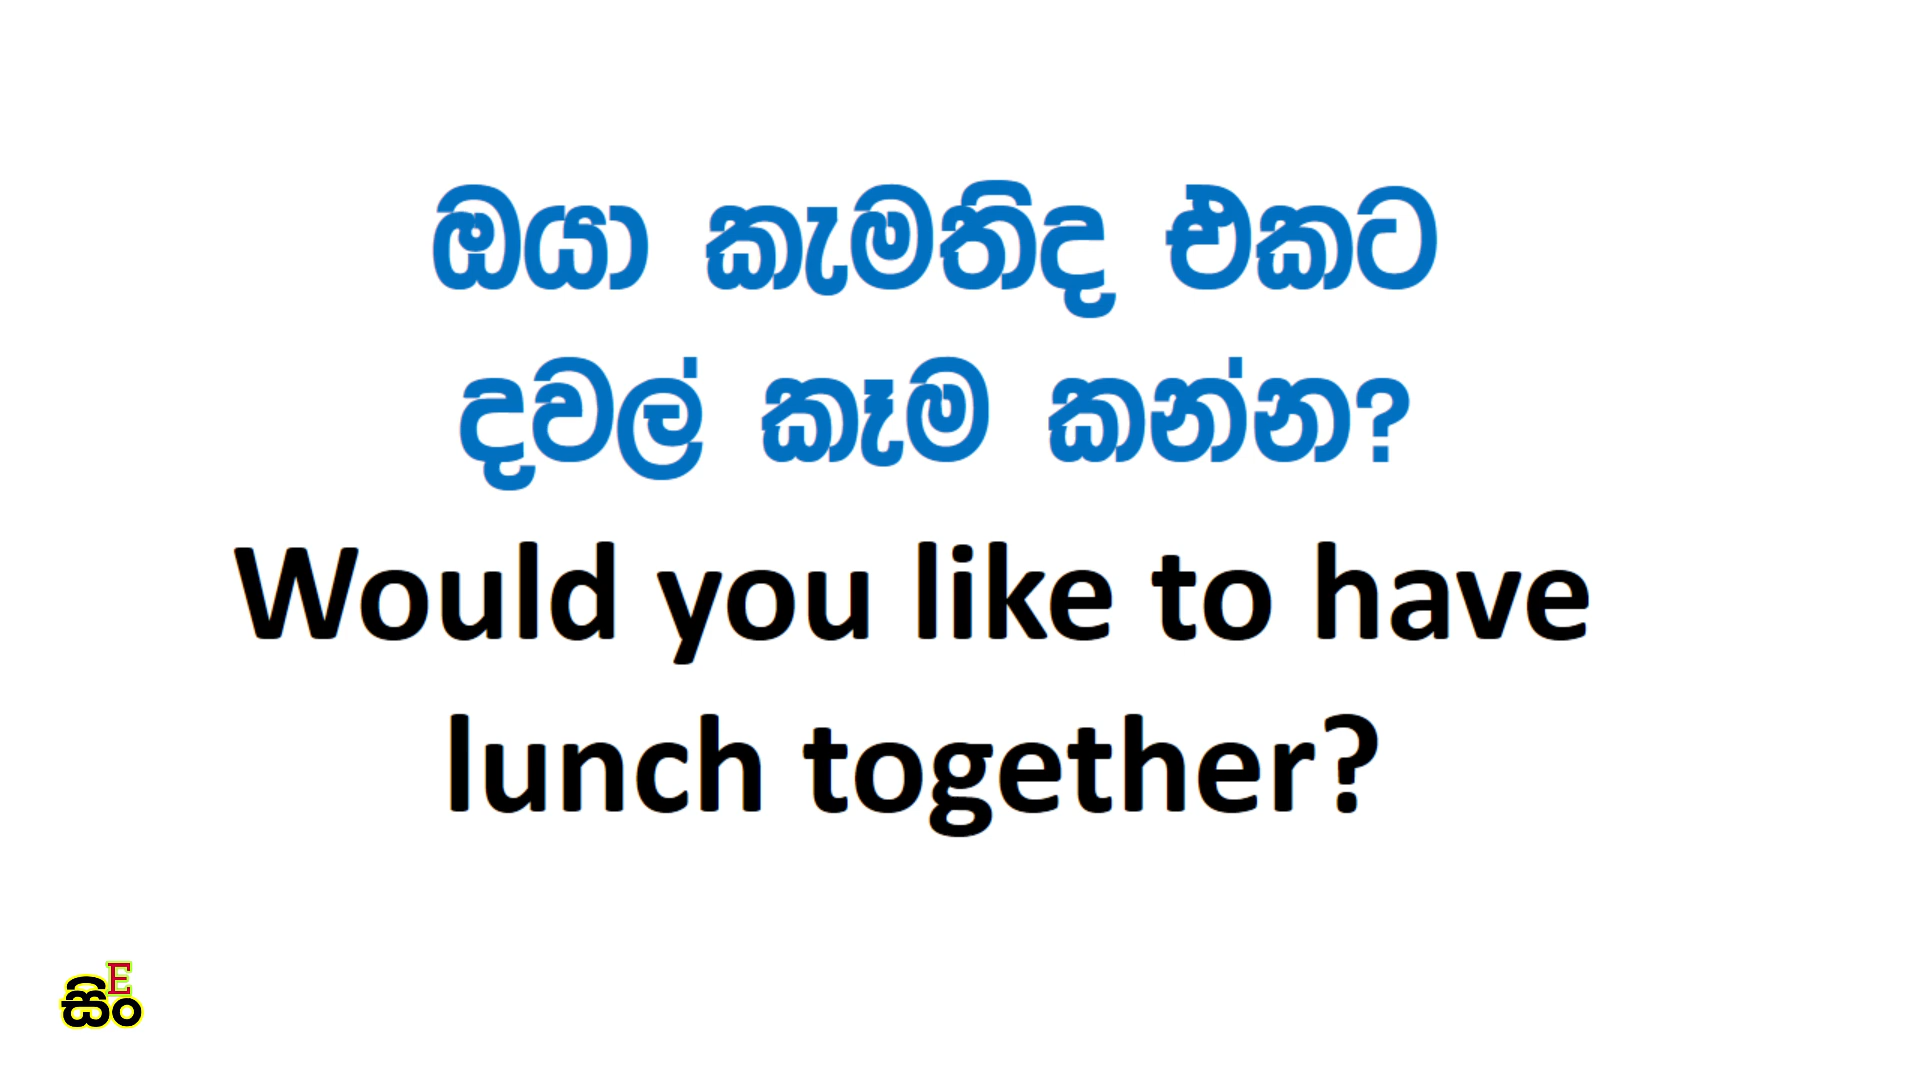 ඔයා කැමතිද එකට
දවල් කෑම කන්න?
Would you like to have
lunch together?
E
සිං